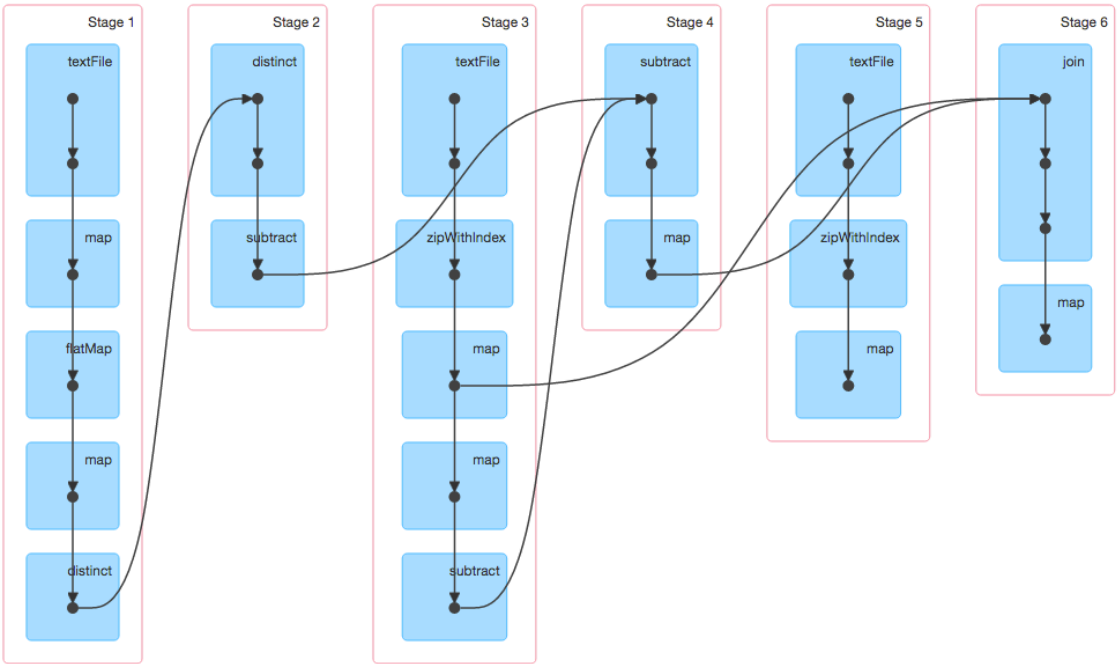 Stage 1
textFile
map
flatMap
map
distinct
Stage 2
distinct
subtract
Stage 3
textFile
zipWithIndex
map
map
subtract
Stage 4
subtract
map
Stage 5
textFile
zipWithIndex
map
Stage 6
join
map